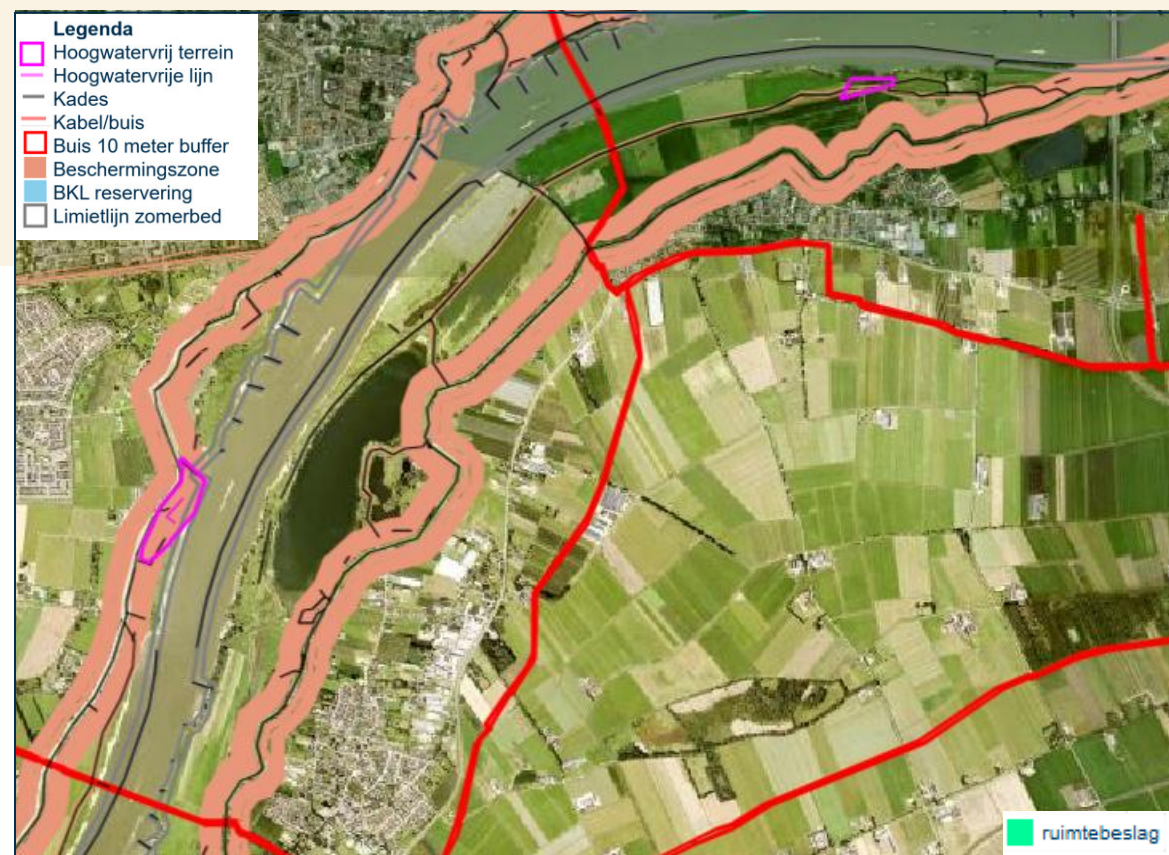 Legenda
Hoogwatervrij terrein
Hoogwatervrije lijn
Kades
Kabel/buis
Buis 10 meter buffer
Beschermingszone
BKL reservering
Limietlijn zomerbed
ruimtebeslag